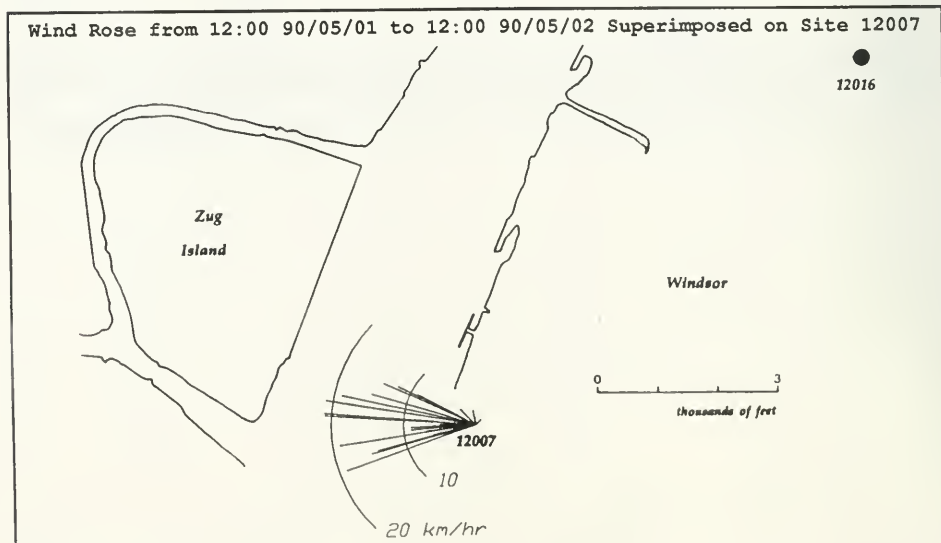 Wind Rose from 12:00 90/05/01 to 12:00 90/05/02 Superimposed on Site 12007
12016
Zug
Island
Windsor
0 3
thousands of feet
12007
10
20 km/hr